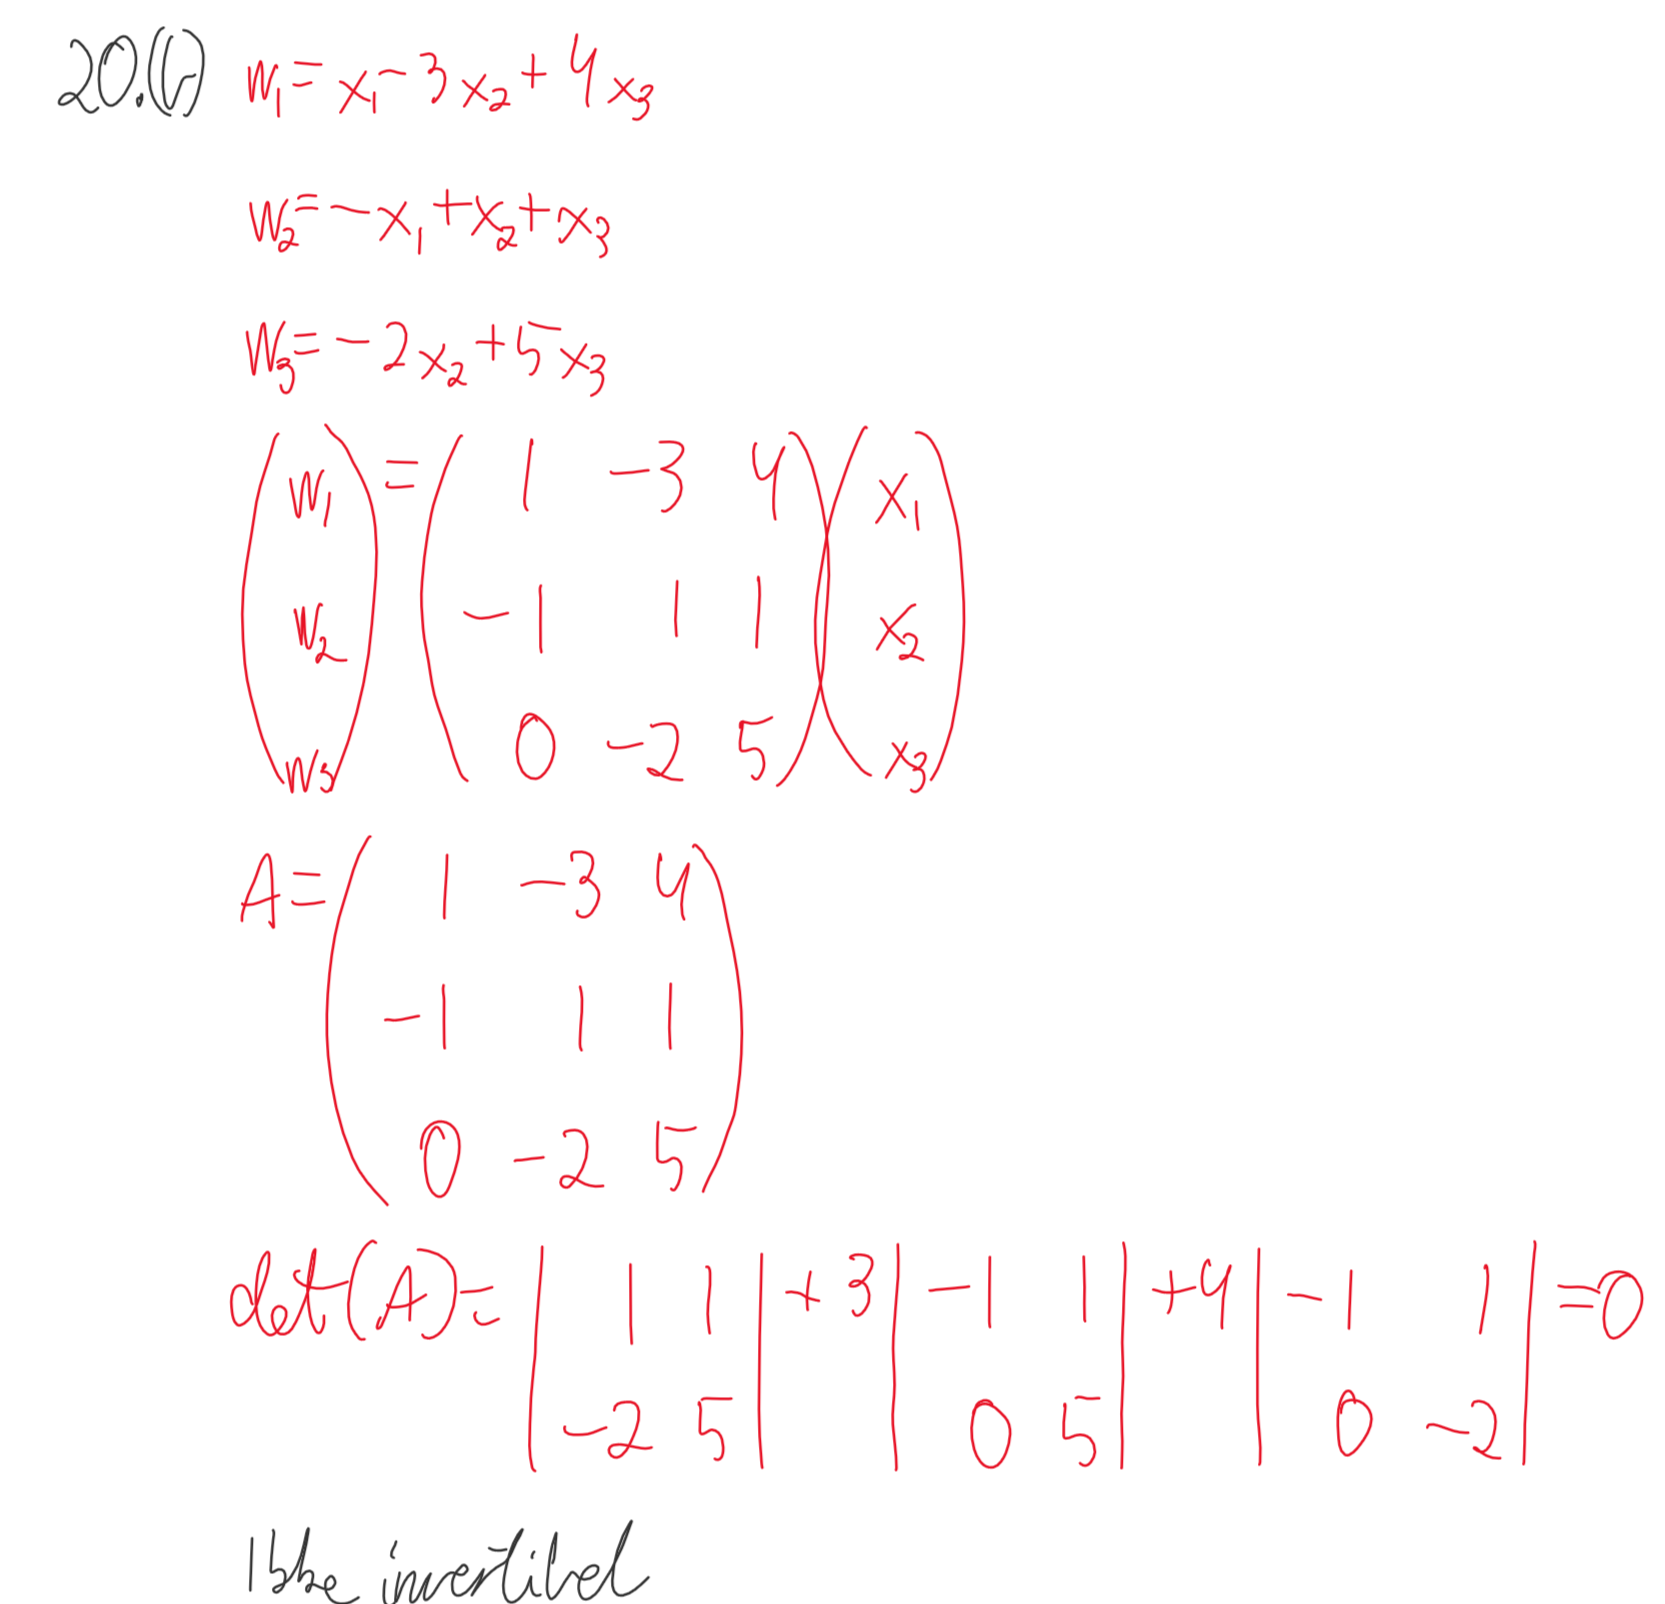 20.(b) w₁ = x₁ - 3x₂ + 4x₃
w₂ = -x₁ + x₂ + x₃
w₃ = -2x₂ + 5x₃
(w₁ w₂ w₃) = (1 -3 4; -1 1 1; 0 -2 5)(x₁ x₂ x₃)
A = (1 -3 4; -1 1 1; 0 -2 5)
det(A) = |1 1; -2 5| + 3|-1 1; 0 5| + 4|-1 1; 0 -2| = 0
Ikke invertibel